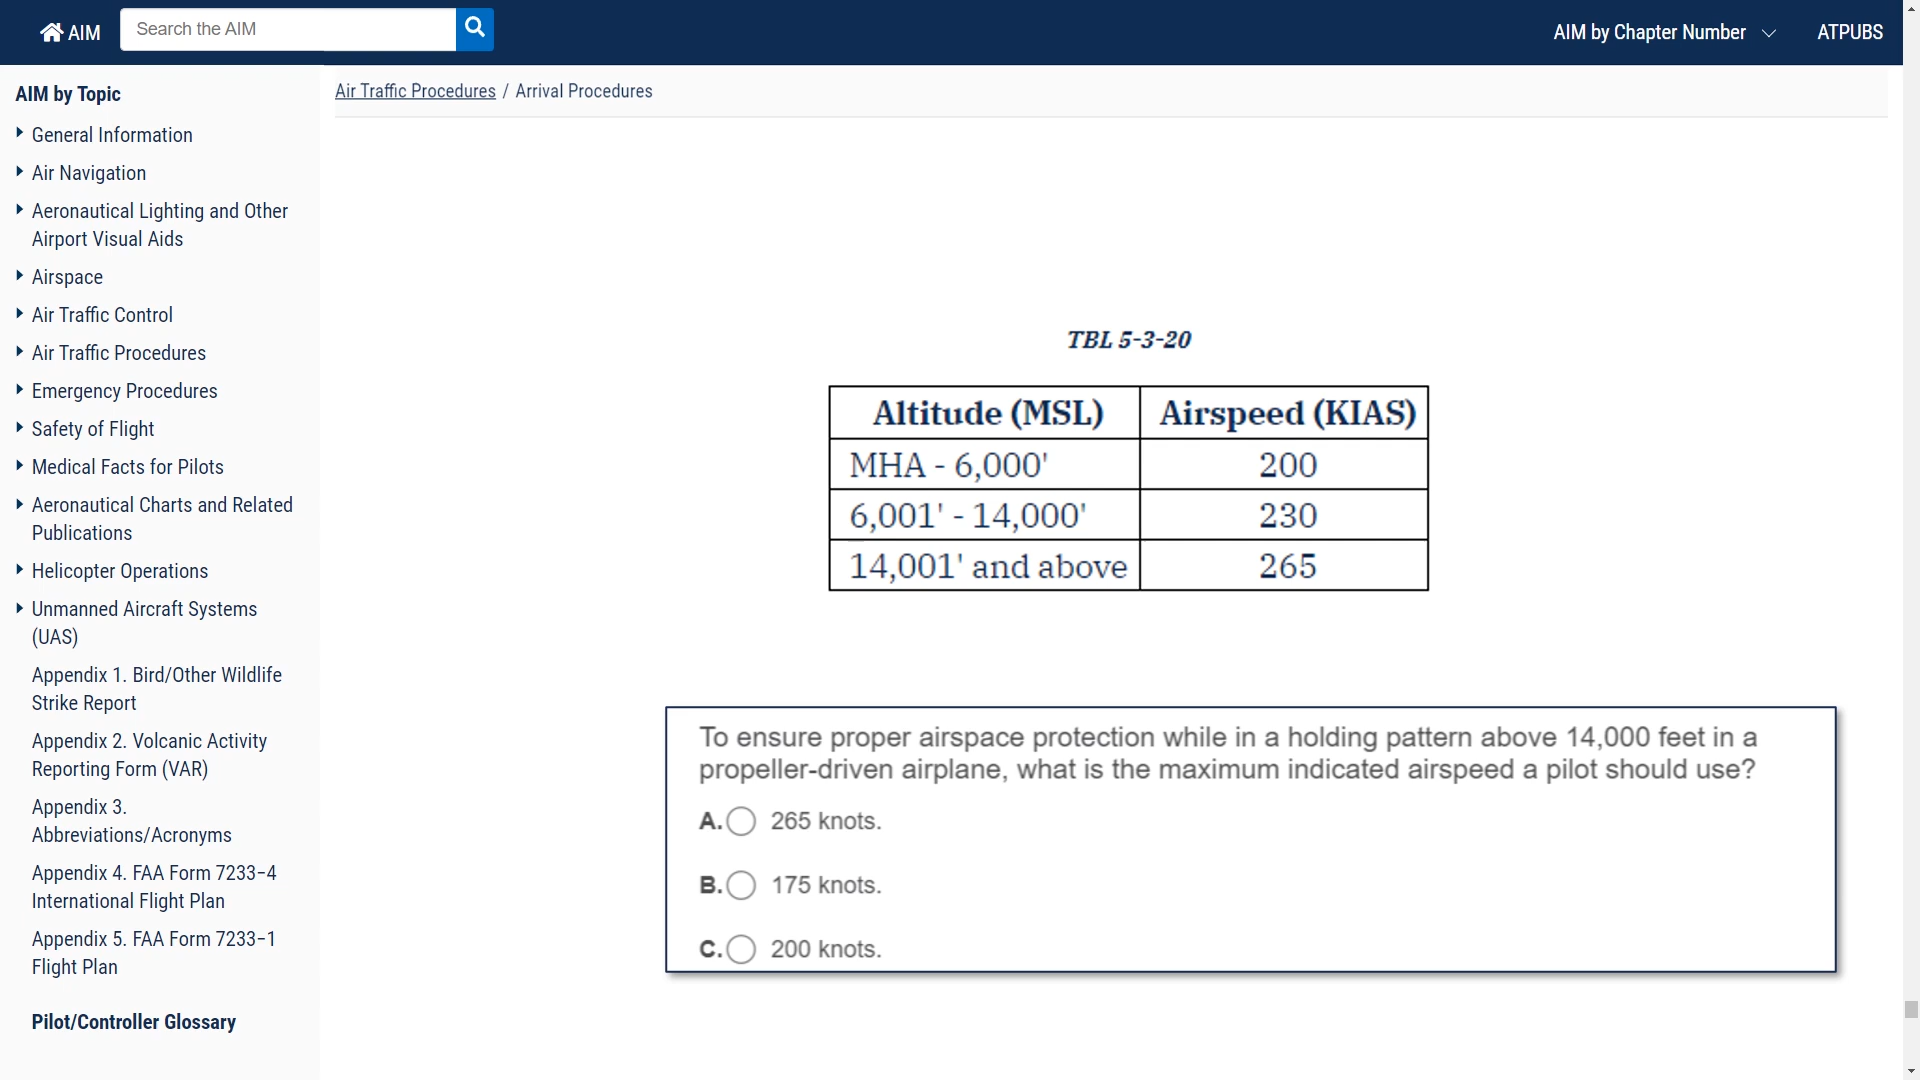 AIM
Search the AIM
AIM by Chapter Number
ATPUBS
AIM by Topic
General Information
Air Navigation
Aeronautical Lighting and Other
Airport Visual Aids
Airspace
Air Traffic Control
Air Traffic Procedures
Emergency Procedures
Safety of Flight
Medical Facts for Pilots
Aeronautical Charts and Related
Publications
Helicopter Operations
Unmanned Aircraft Systems
(UAS)
Appendix 1. Bird/Other Wildlife
Strike Report
Appendix 2. Volcanic Activity
Reporting Form (VAR)
Appendix 3.
Abbreviations/Acronyms
Appendix 4. FAA Form 7233-4
International Flight Plan
Appendix 5. FAA Form 7233-1
Flight Plan
Pilot/Controller Glossary
Air Traffic Procedures / Arrival Procedures
TBL 5-3-20
Altitude (MSL) Airspeed (KIAS)
MHA - 6,000' 200
6,001' - 14,000' 230
14,001' and above 265
To ensure proper airspace protection while in a holding pattern above 14,000 feet in a
propeller-driven airplane, what is the maximum indicated airspeed a pilot should use?
A. 265 knots.
B. 175 knots.
C. 200 knots.